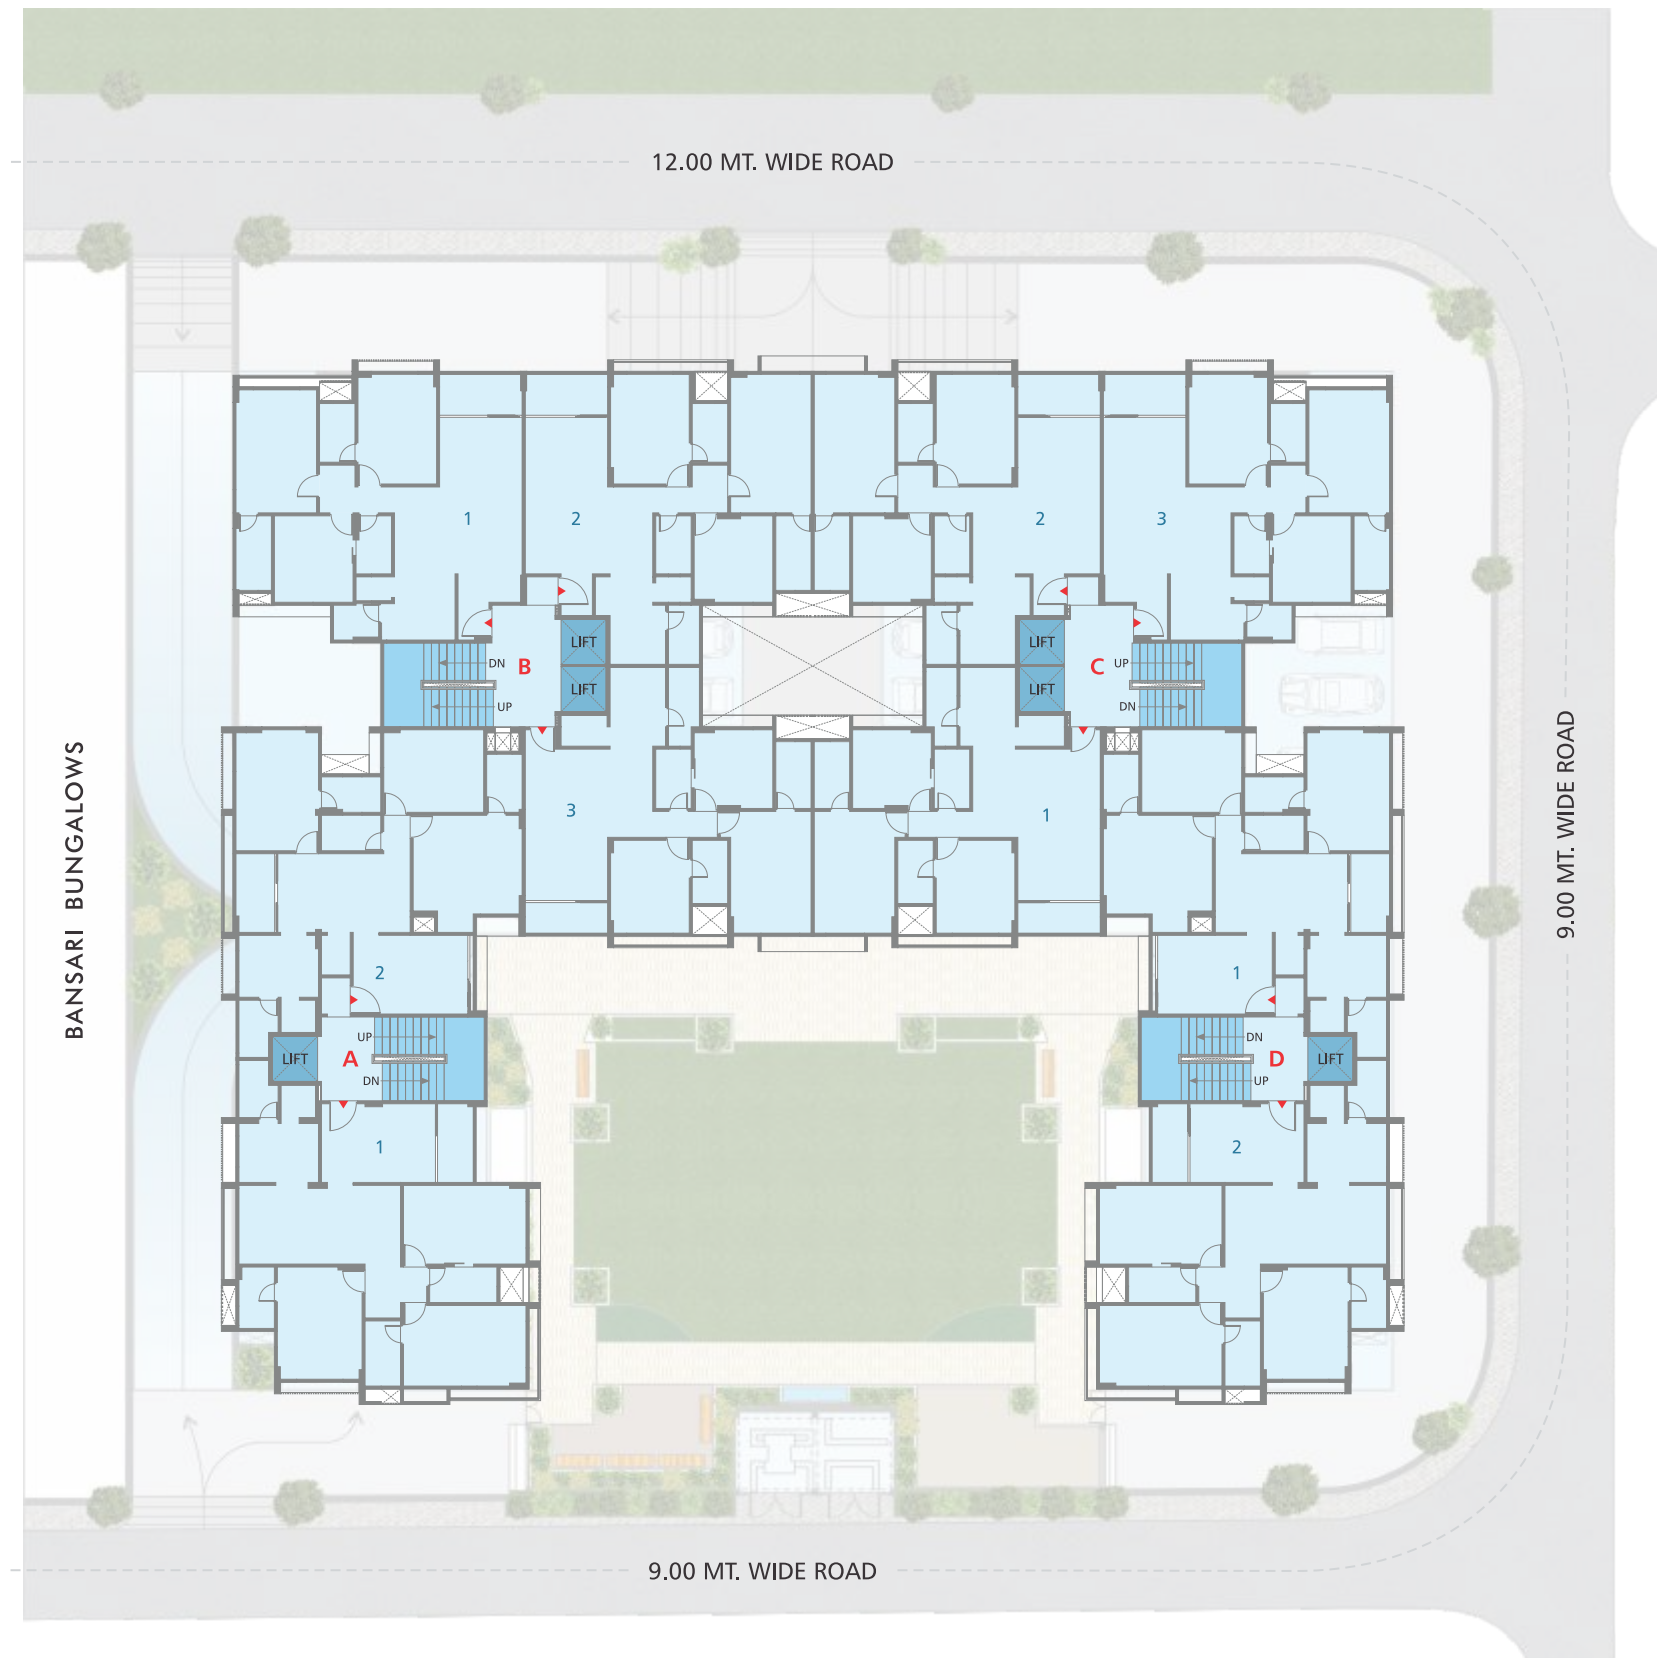 12.00 MT. WIDE ROAD
1
2
2
3
LIFT
LIFT
DN
B
C
UP
LIFT
LIFT
UP
DN
BANSARI BUNGALOWS
9.00 MT. WIDE ROAD
3
1
2
1
UP
DN
LIFT
A
D
LIFT
DN
UP
1
2
9.00 MT. WIDE ROAD